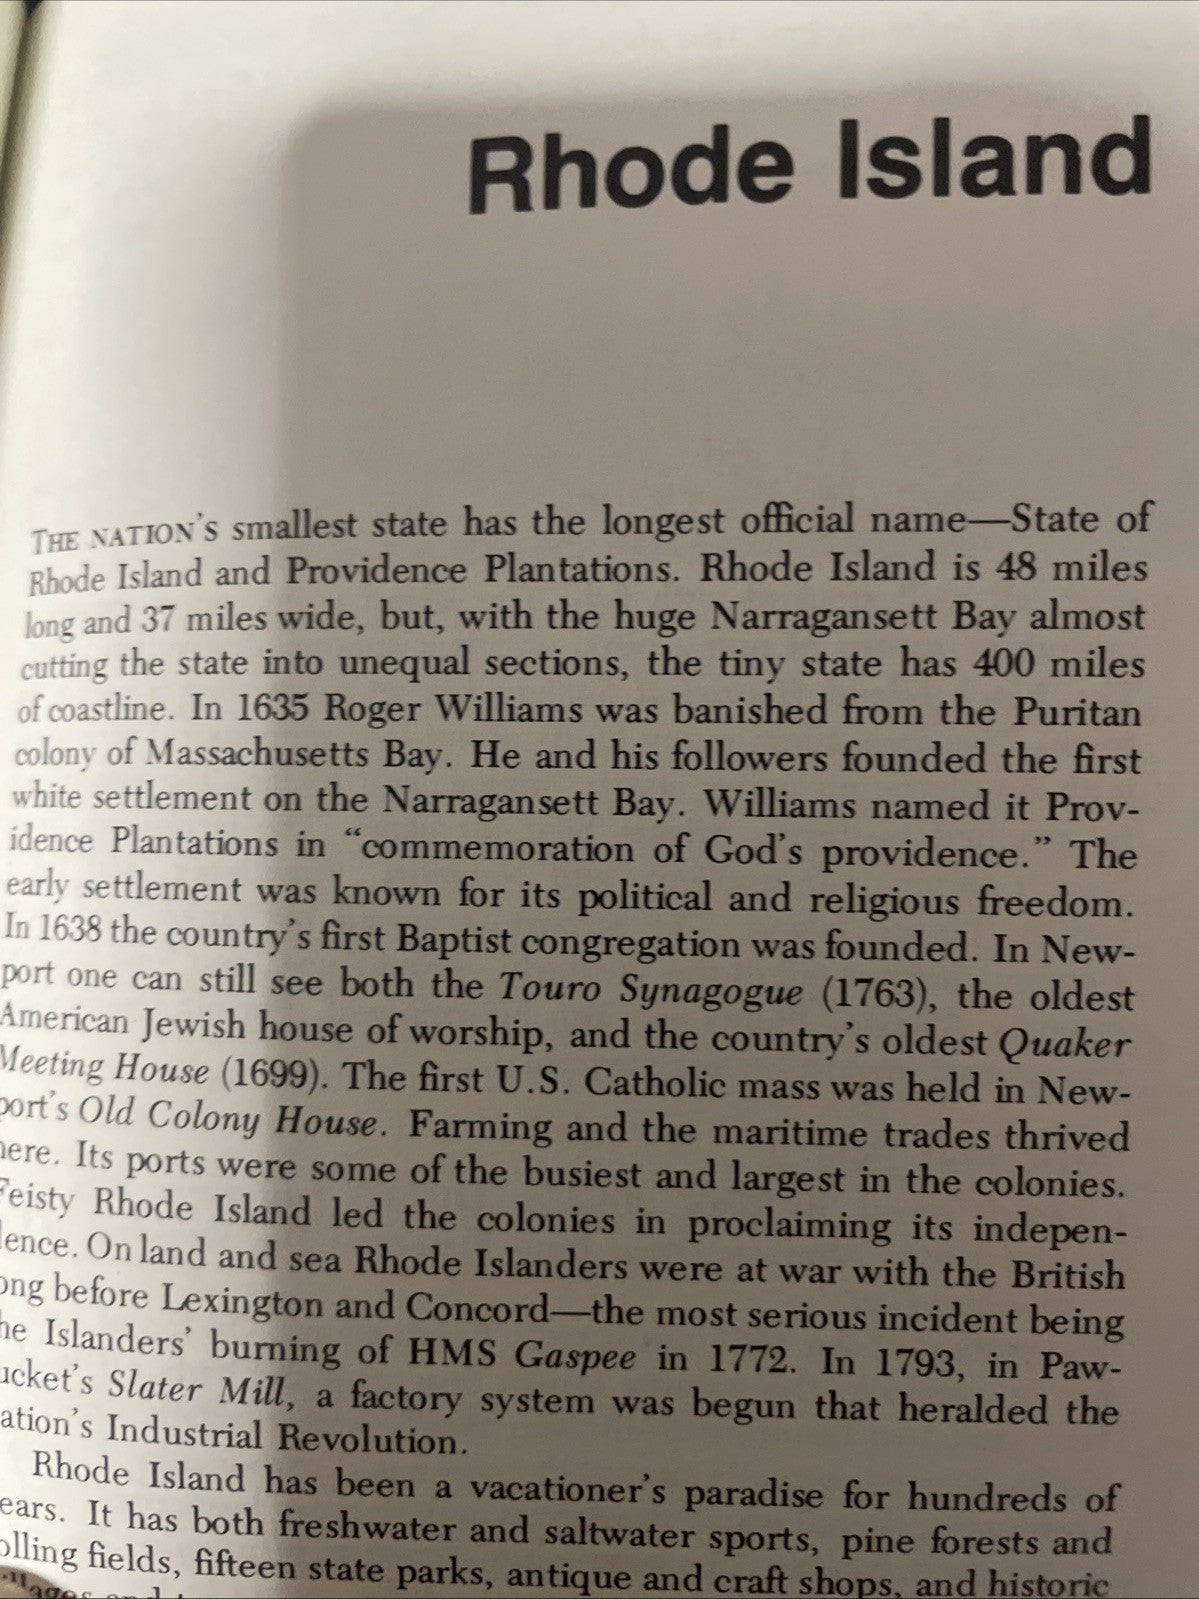 Rhode Island
THE NATION'S smallest state has the longest official name—State of
Rhode Island and Providence Plantations. Rhode Island is 48 miles
long and 37 miles wide, but, with the huge Narragansett Bay almost
cutting the state into unequal sections, the tiny state has 400 miles
of coastline. In 1635 Roger Williams was banished from the Puritan
colony of Massachusetts Bay. He and his followers founded the first
white settlement on the Narragansett Bay. Williams named it Prov-
idence Plantations in “commemoration of God's providence.” The
early settlement was known for its political and religious freedom.
In 1638 the country's first Baptist congregation was founded. In New-
port one can still see both the Touro Synagogue (1763), the oldest
American Jewish house of worship, and the country's oldest Quaker
Meeting House (1699). The first U.S. Catholic mass was held in New-
port's Old Colony House. Farming and the maritime trades thrived
here. Its ports were some of the busiest and largest in the colonies.
Feisty Rhode Island led the colonies in proclaiming its indepen-
dence. On land and sea Rhode Islanders were at war with the British
ong before Lexington and Concord—the most serious incident being
he Islanders' burning of HMS Gaspee in 1772. In 1793, in Paw-
ucket's Slater Mill, a factory system was begun that heralded the
ation's Industrial Revolution.
Rhode Island has been a vacationer's paradise for hundreds of
ears. It has both freshwater and saltwater sports, pine forests and
olling fields, fifteen state parks, antique and craft shops, and historic